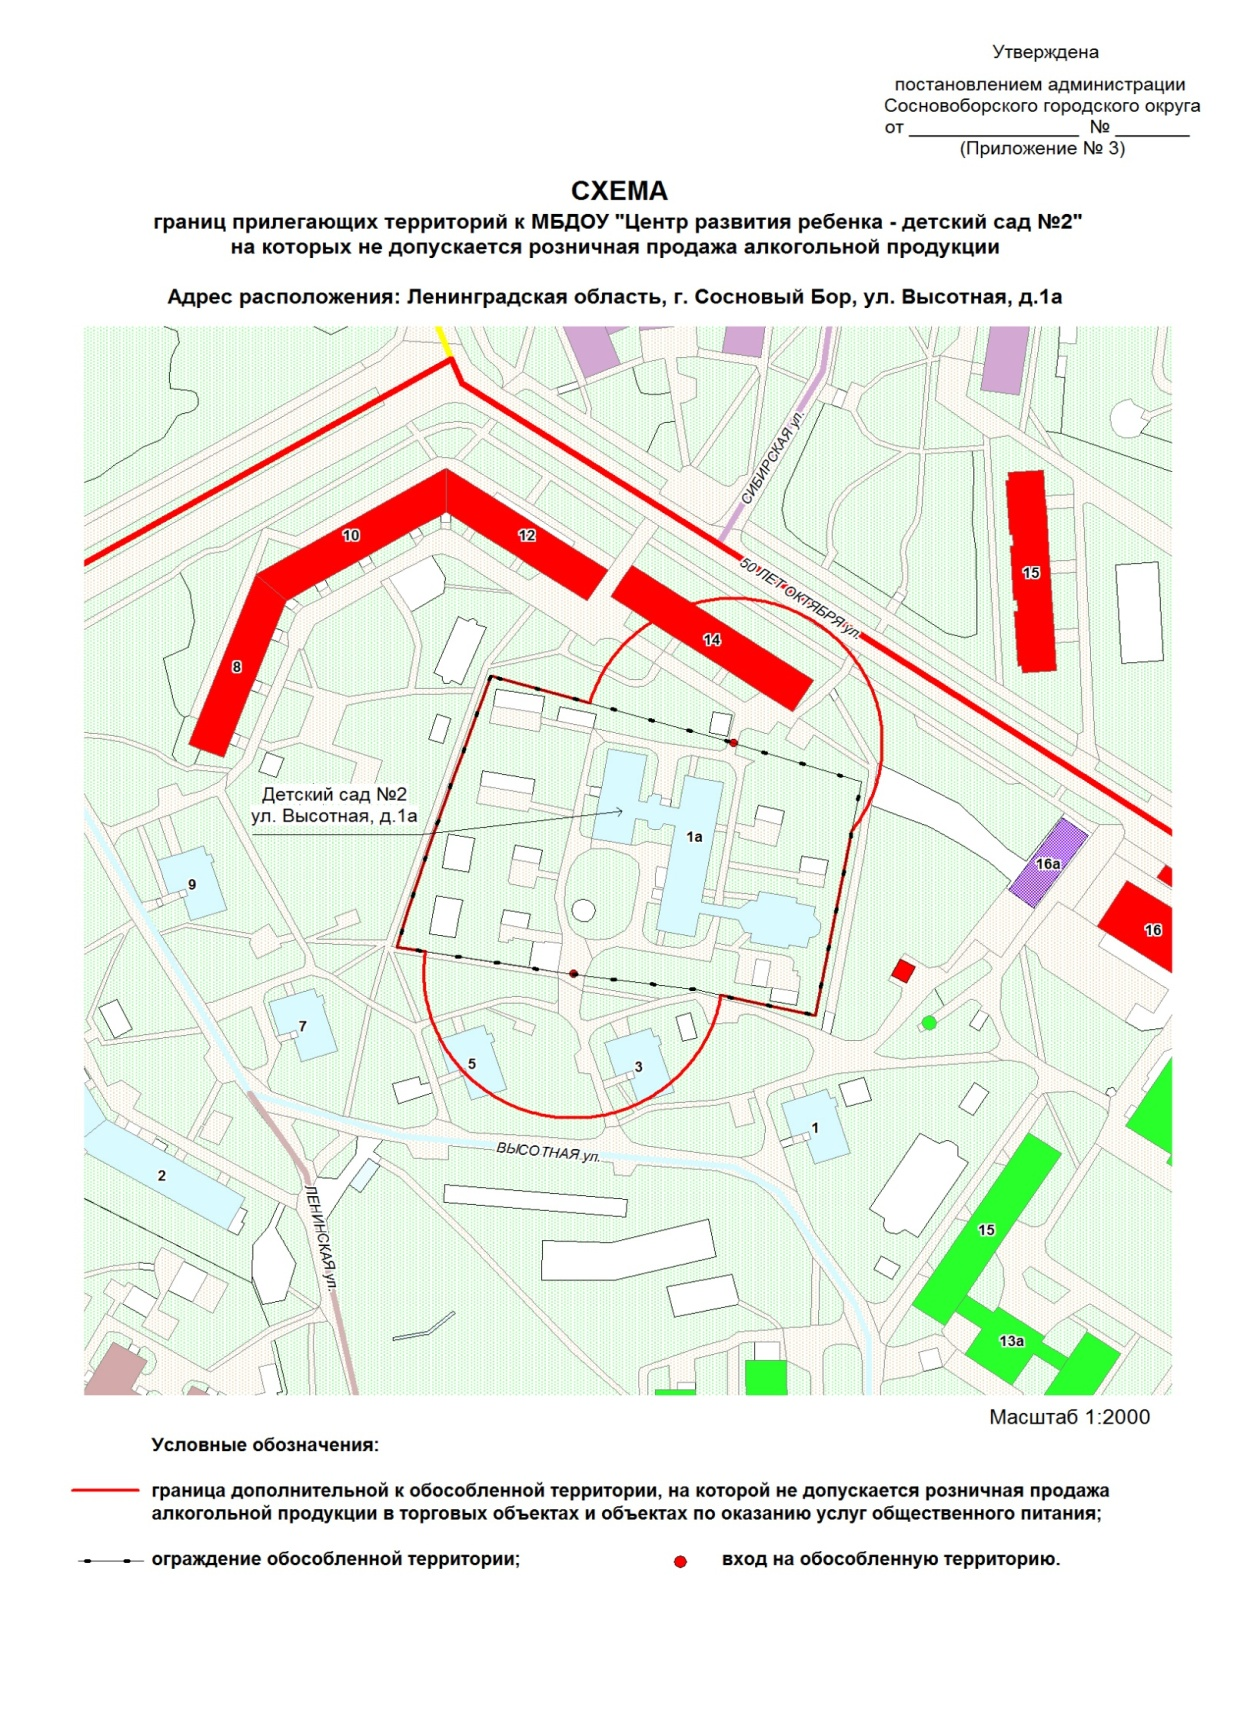 Утверждена
постановлением администрации
Сосновоборского городского округа
от _________________ № ________
(Приложение № 3)
СХЕМА
границ прилегающих территорий к МБДОУ "Центр развития ребенка - детский сад №2"
на которых не допускается розничная продажа алкогольной продукции
Адрес расположения: Ленинградская область, г. Сосновый Бор, ул. Высотная, д.1а
СИБИРСКАЯ ул.
10
12
50 ЛЕТ ОКТЯБРЯ ул.
15
14
8
Детский сад №2
ул. Высотная, д.1а
1а
16а
9
16
7
5
3
1
ВЫСОТНАЯ ул.
2
ЛЕНИНСКАЯ ул.
15
13а
Масштаб 1:2000
Условные обозначения:
граница дополнительной к обособленной территории, на которой не допускается розничная продажа
алкогольной продукции в торговых объектах и объектах по оказанию услуг общественного питания;
ограждение обособленной территории;
вход на обособленную территорию.